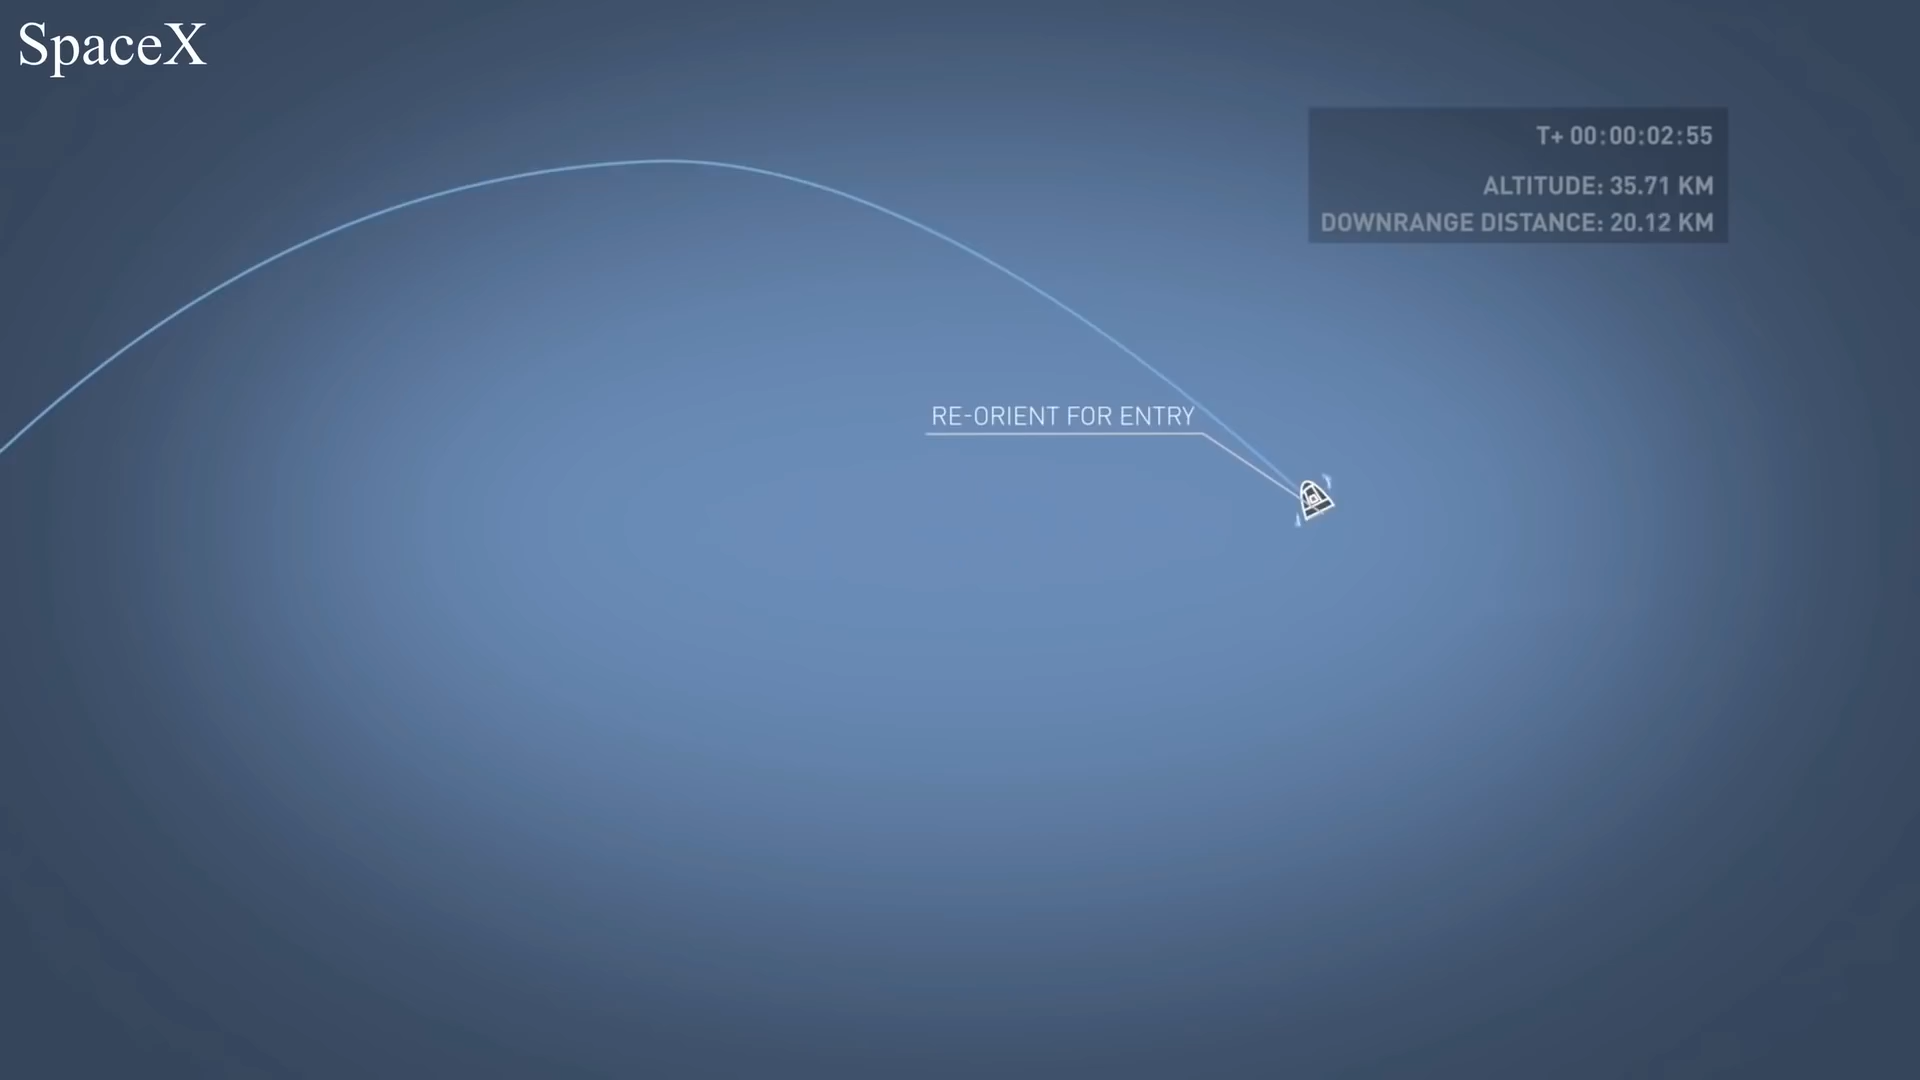 SpaceX
T+ 00:00:02:55
ALTITUDE: 35.71 KM
DOWNRANGE DISTANCE: 20.12 KM
RE-ORIENT FOR ENTRY